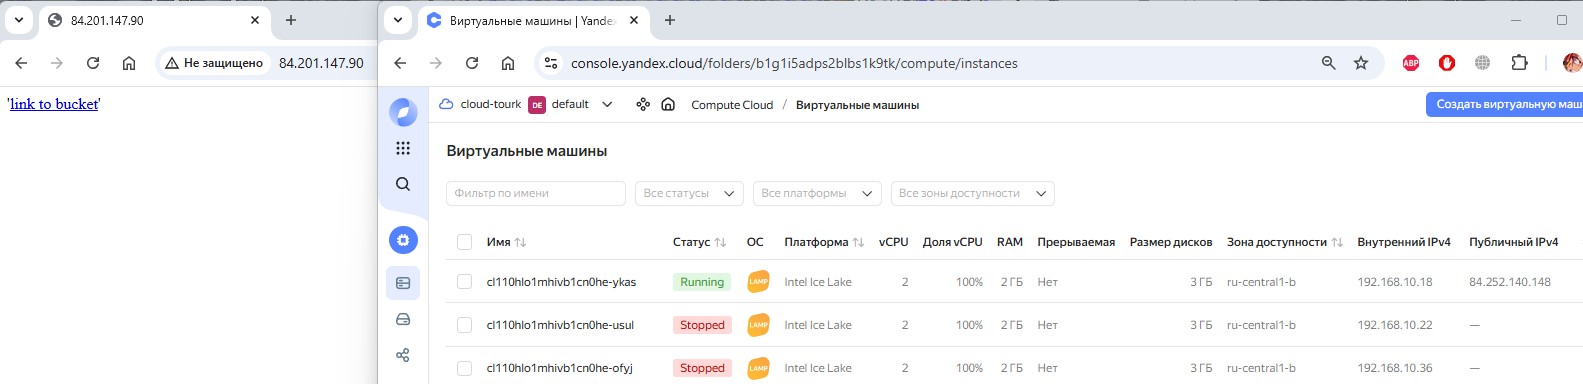 84.201.147.90
Не защищено 84.201.147.90
'link to bucket'
Виртуальные машины | Yandex
console.yandex.cloud/folders/b1g1i5adps2blbs1k9tk/compute/instances
ABP
cloud-tourk DE default Compute Cloud / Виртуальные машины
Создать виртуальную маш
Виртуальные машины
Фильтр по имени Все статусы Все платформы Все зоны доступности
Имя Статус ОС Платформа vCPU Доля vCPU RAM Прерываемая Размер дисков Зона доступности Внутренний IPv4 Публичный IPv4
cl110hlo1mhivb1cn0he-ykas Running LAMP Intel Ice Lake 2 100% 2 ГБ Нет 3 ГБ ru-central1-b 192.168.10.18 84.252.140.148
cl110hlo1mhivb1cn0he-usul Stopped LAMP Intel Ice Lake 2 100% 2 ГБ Нет 3 ГБ ru-central1-b 192.168.10.22 —
cl110hlo1mhivb1cn0he-ofyj Stopped LAMP Intel Ice Lake 2 100% 2 ГБ Нет 3 ГБ ru-central1-b 192.168.10.36 —